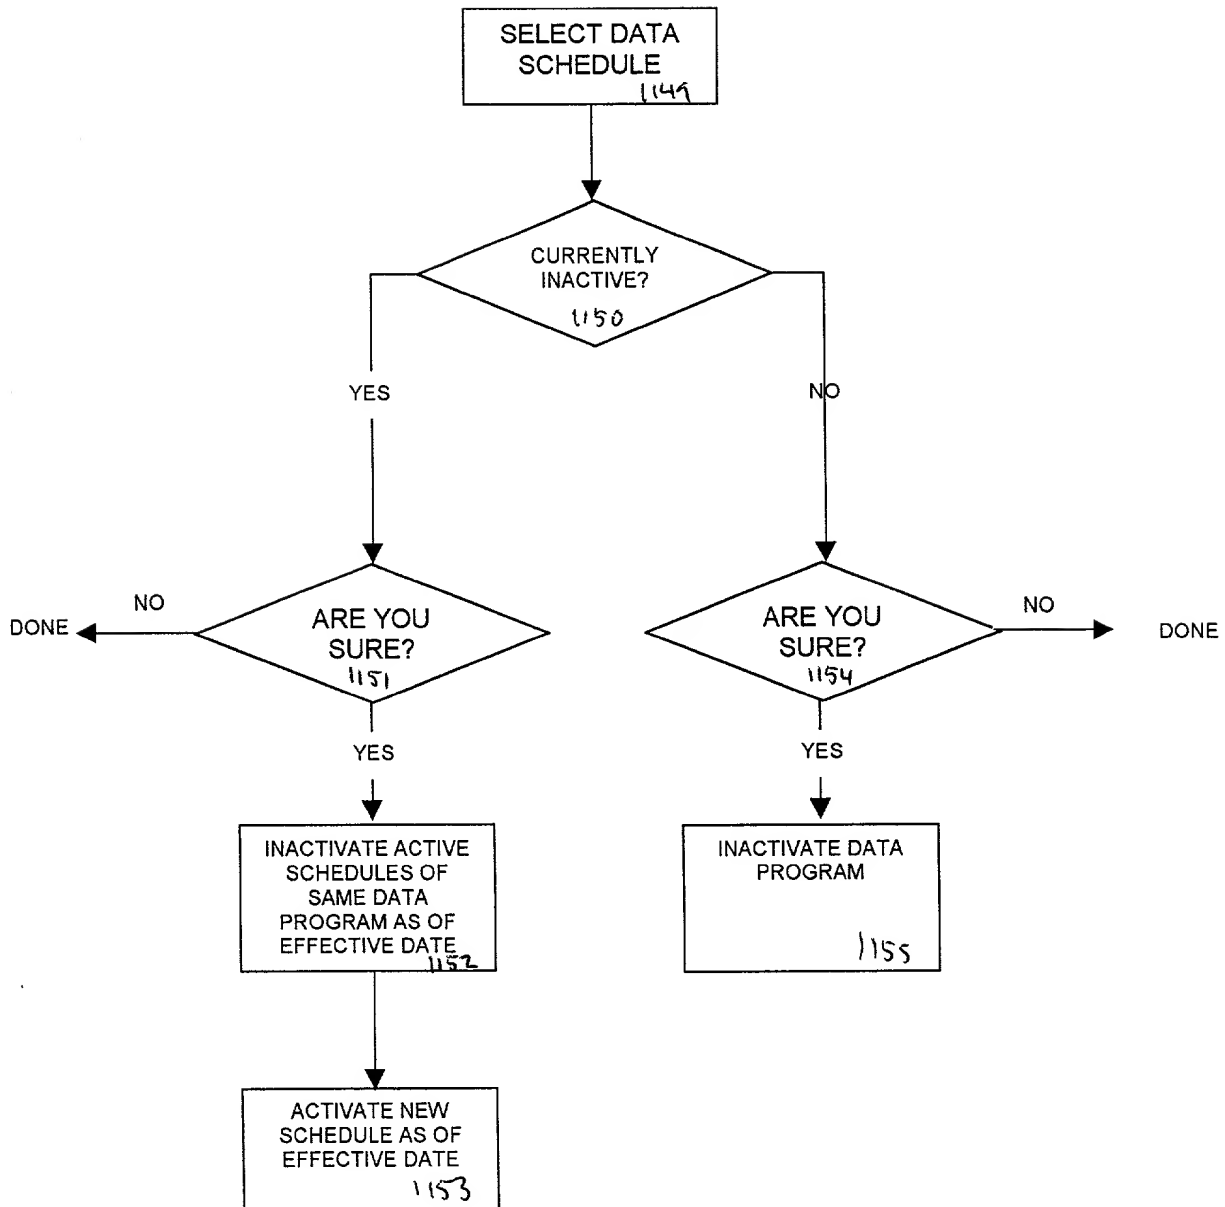 SELECT DATA
SCHEDULE
1149
CURRENTLY
INACTIVE?
1150
YES
NO
ARE YOU
SURE?
1151
NO
DONE
ARE YOU
SURE?
1154
NO
DONE
YES
YES
INACTIVATE ACTIVE
SCHEDULES OF
SAME DATA
PROGRAM AS OF
EFFECTIVE DATE
1152
INACTIVATE DATA
PROGRAM
1155
ACTIVATE NEW
SCHEDULE AS OF
EFFECTIVE DATE
1153